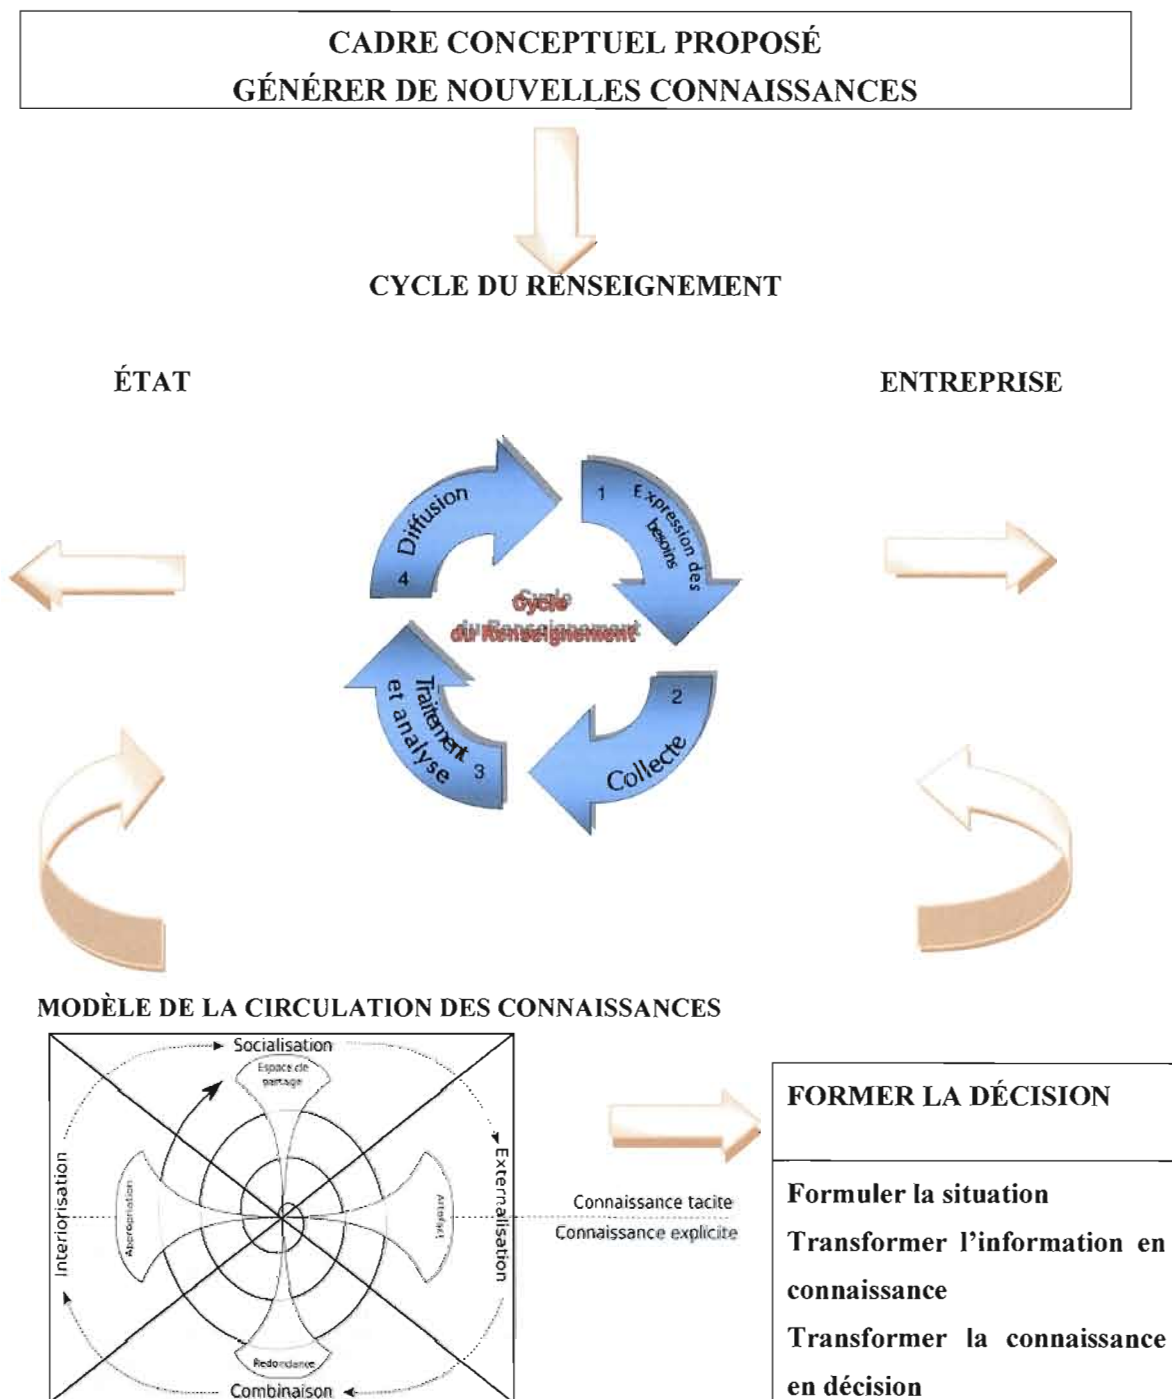 CADRE CONCEPTUEL PROPOSÉ
GÉNÉRER DE NOUVELLES CONNAISSANCES
CYCLE DU RENSEIGNEMENT
ÉTAT
ENTREPRISE
1
Expression des
besoins
2
Collecte
3
Traitement
et analyse
4
Diffusion
Cycle
du Renseignement
MODÈLE DE LA CIRCULATION DES CONNAISSANCES
Socialisation
Espace de
partage
Interiorisation
Appropriation
Artefact
Externalisation
Connaissance tacite
Connaissance explicite
Redondance
Combinaison
FORMER LA DÉCISION
Formuler la situation
Transformer l’information en
connaissance
Transformer la connaissance
en décision